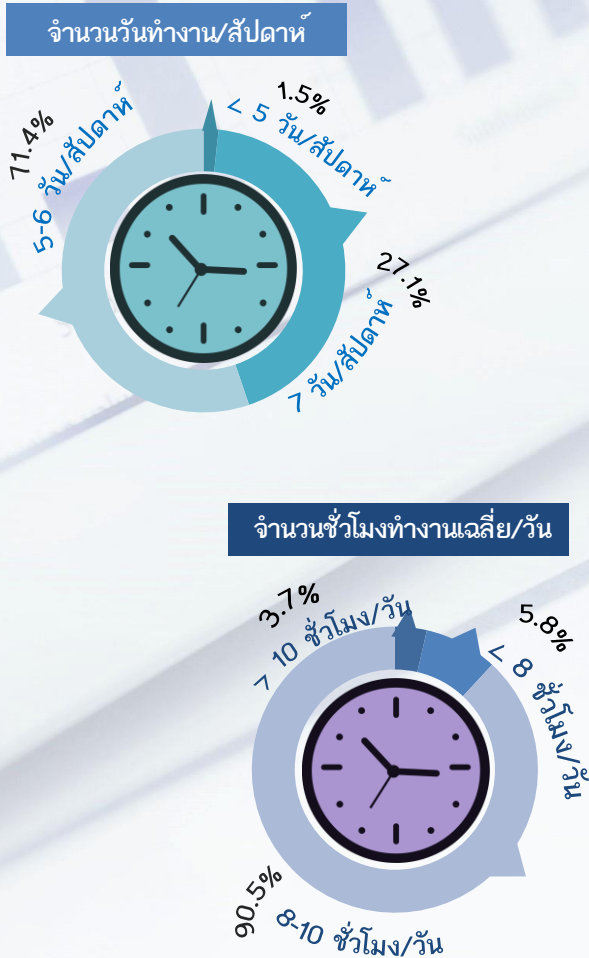 จำนวนวันทำงาน/สัปดาห์
1.5%
< 5 วัน/สัปดาห์
71.4%
5-6 วัน/สัปดาห์
27.1%
7 วัน/สัปดาห์
จำนวนชั่วโมงทำงานเฉลี่ย/วัน
3.7%
> 10 ชั่วโมง/วัน
5.8%
< 8 ชั่วโมง/วัน
90.5%
8-10 ชั่วโมง/วัน